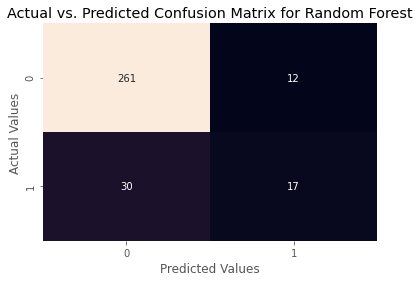 Actual vs. Predicted Confusion Matrix for Random Forest
Actual Values
0
261
12
1
30
17
0
1
Predicted Values